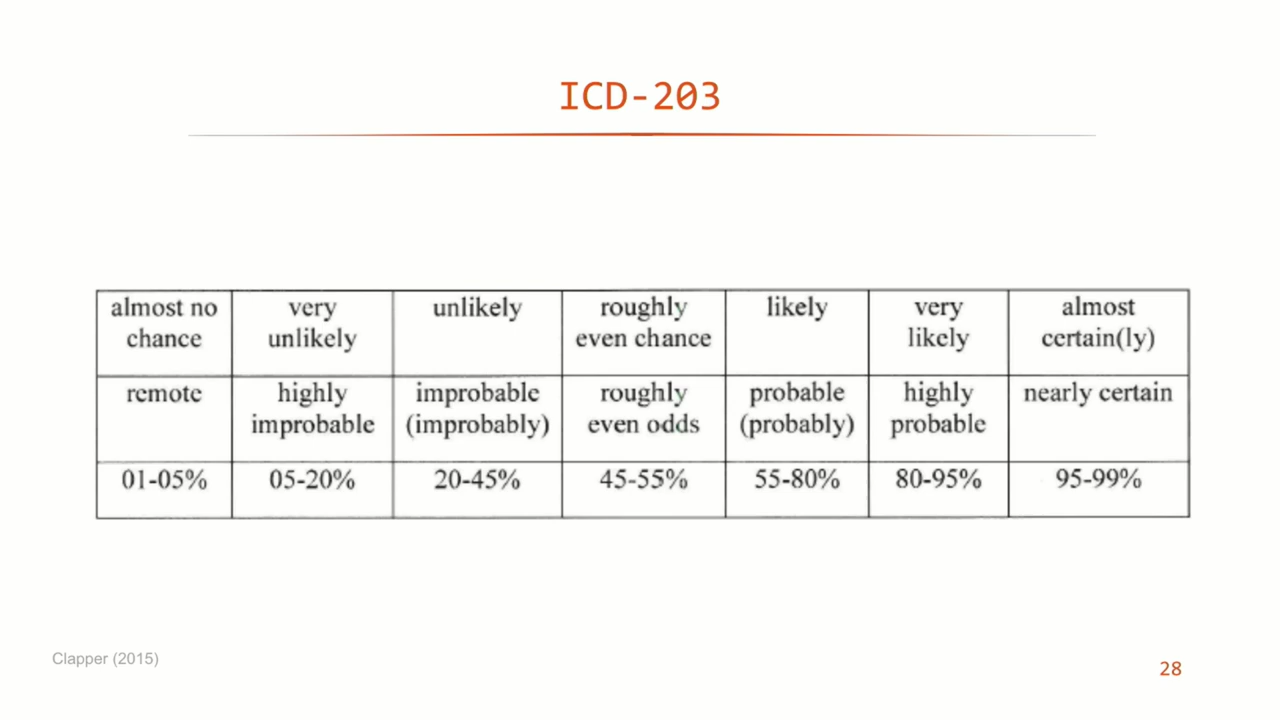 ICD-203
almost no chance very unlikely unlikely roughly even chance likely very likely almost certain(ly)
remote highly improbable improbable (improbably) roughly even odds probable (probably) highly probable nearly certain
01-05% 05-20% 20-45% 45-55% 55-80% 80-95% 95-99%
Clapper (2015)
28